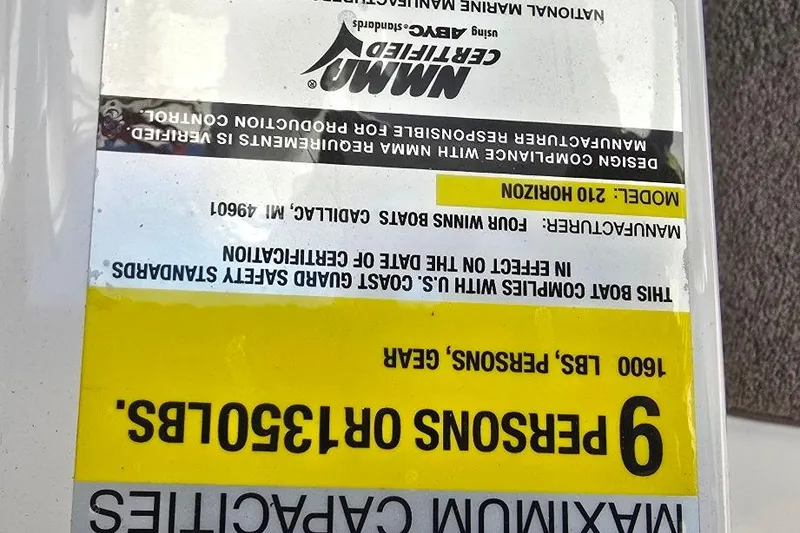 MAXIMUM CAPACITIES
9 PERSONS OR 1350 LBS.
1600 LBS, PERSONS, GEAR
THIS BOAT COMPLIES WITH U.S. COAST GUARD SAFETY STANDARDS
IN EFFECT ON THE DATE OF CERTIFICATION
MANUFACTURER: FOUR WINNS BOATS CADILLAC, MI 49601
MODEL: 210 HORIZON
DESIGN COMPLIANCE WITH NMMA REQUIREMENTS IS VERIFIED.
MANUFACTURER RESPONSIBLE FOR PRODUCTION CONTROL.
NMMA®
CERTIFIED
using ABYC® standards
NATIONAL MARINE MANUFACTURERS